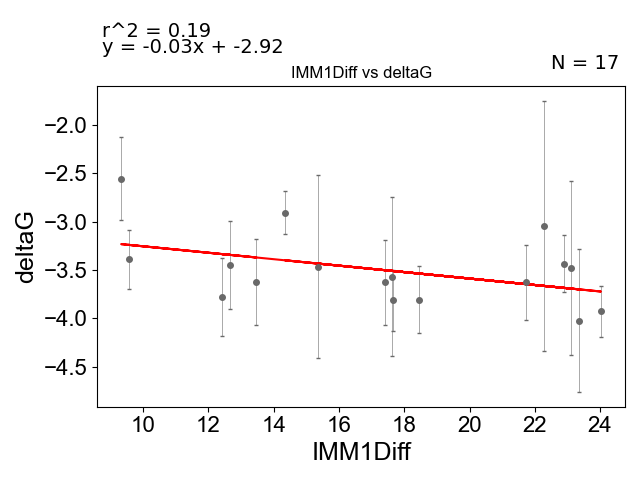 r^2 = 0.19
y = -0.03x + -2.92
N = 17
IMM1Diff vs deltaG
deltaG
−2.0
−2.5
−3.0
−3.5
−4.0
−4.5
10 12 14 16 18 20 22 24
IMM1Diff